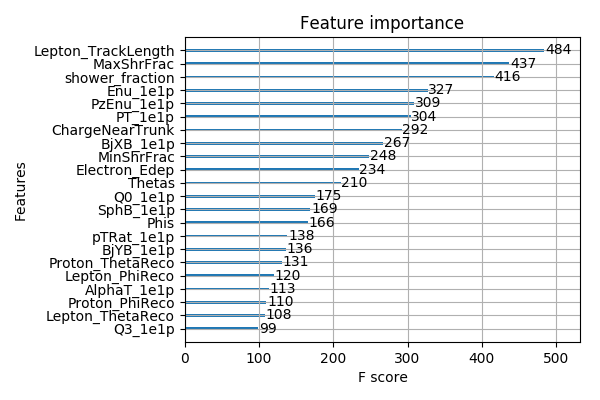 Feature importance
Lepton_TrackLength 484
MaxShrFrac 437
shower_fraction 416
Enu_1e1p 327
PzEnu_1e1p 309
PT_1e1p 304
ChargeNearTrunk 292
BjXB_1e1p 267
MinShrFrac 248
Electron_Edep 234
Thetas 210
Q0_1e1p 175
SphB_1e1p 169
Phis 166
pTRat_1e1p 138
BjYB_1e1p 136
Proton_ThetaReco 131
Lepton_PhiReco 120
AlphaT_1e1p 113
Proton_PhiReco 110
Lepton_ThetaReco 108
Q3_1e1p 99
Features
0 100 200 300 400 500
F score